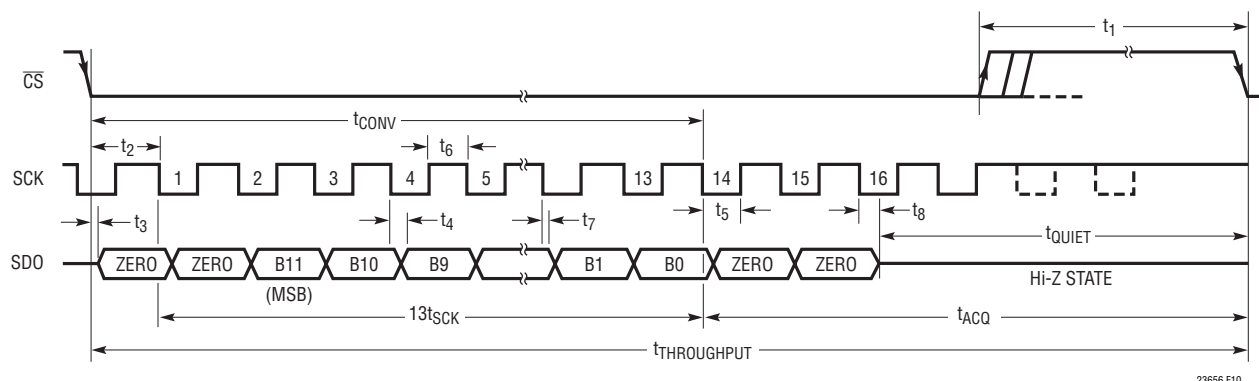 t1
CS
tCONV
t2
t6
SCK
1 2 3 4 5 13 14 15 16
t3 t4 t7 t5 t8
tQUIET
SDO
ZERO ZERO B11 B10 B9 B1 B0 ZERO ZERO
(MSB)
Hi-Z STATE
13tSCK
tACQ
tTHROUGHPUT
23656 F10